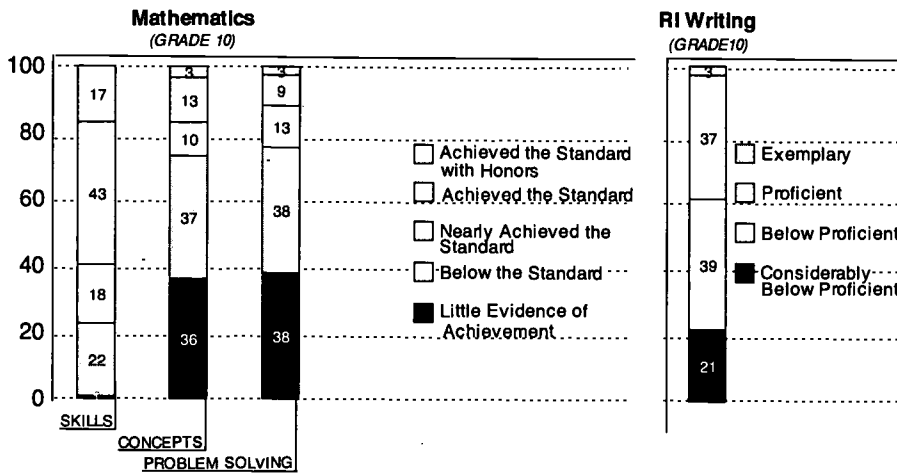 Mathematics
(GRADE 10)
100
80
60
40
20
0
17
43
18
22
3
13
10
37
36
3
9
13
38
38
SKILLS
CONCEPTS
PROBLEM SOLVING
Achieved the Standard
with Honors
Achieved the Standard
Nearly Achieved the
Standard
Below the Standard
Little Evidence of
Achievement
RI Writing
(GRADE10)
3
37
39
21
Exemplary
Proficient
Below Proficient
Considerably
Below Proficient